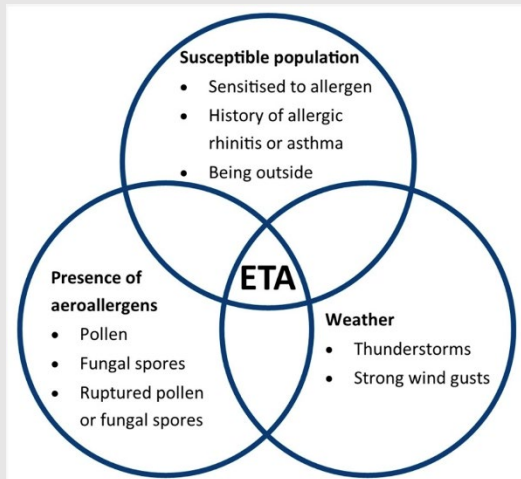 Susceptible population
• Sensitised to allergen
• History of allergic
rhinitis or asthma
• Being outside
ETA
Presence of
aeroallergens
• Pollen
• Fungal spores
• Ruptured pollen
or fungal spores
Weather
• Thunderstorms
• Strong wind gusts